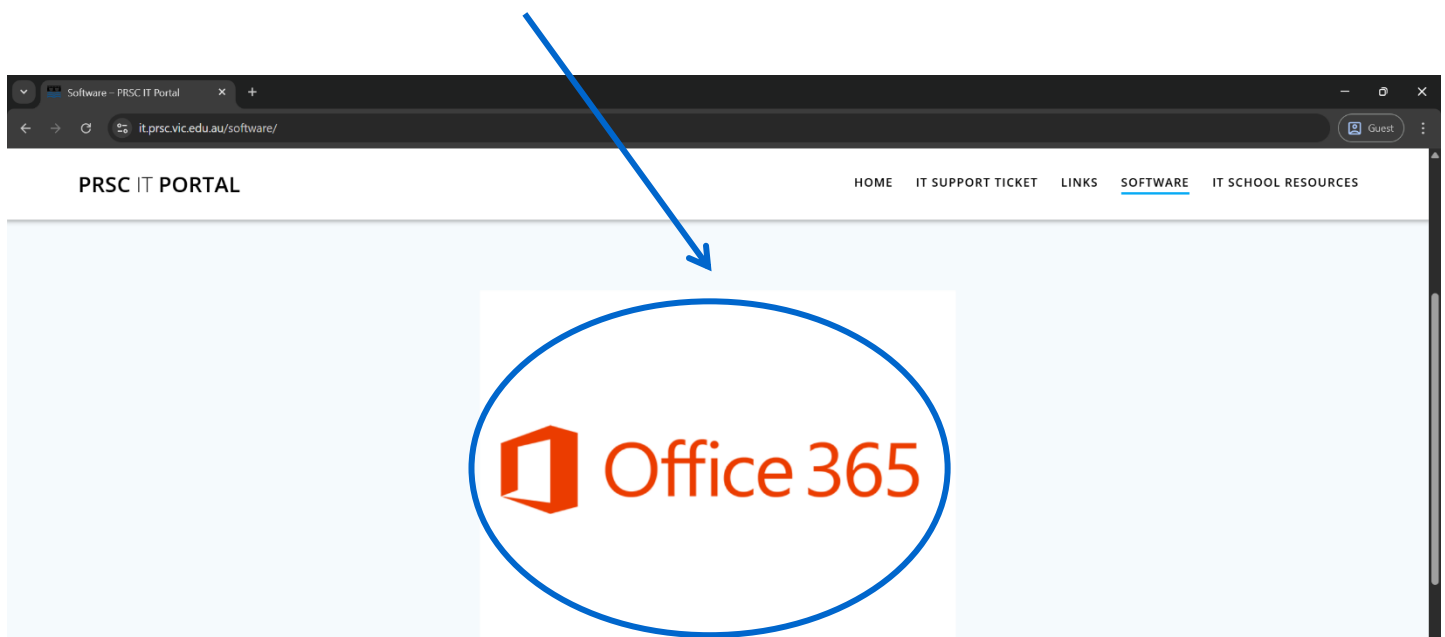 Software – PRSC IT Portal
it.prsc.vic.edu.au/software/
Guest
PRSC IT PORTAL
HOME IT SUPPORT TICKET LINKS SOFTWARE IT SCHOOL RESOURCES
Office 365